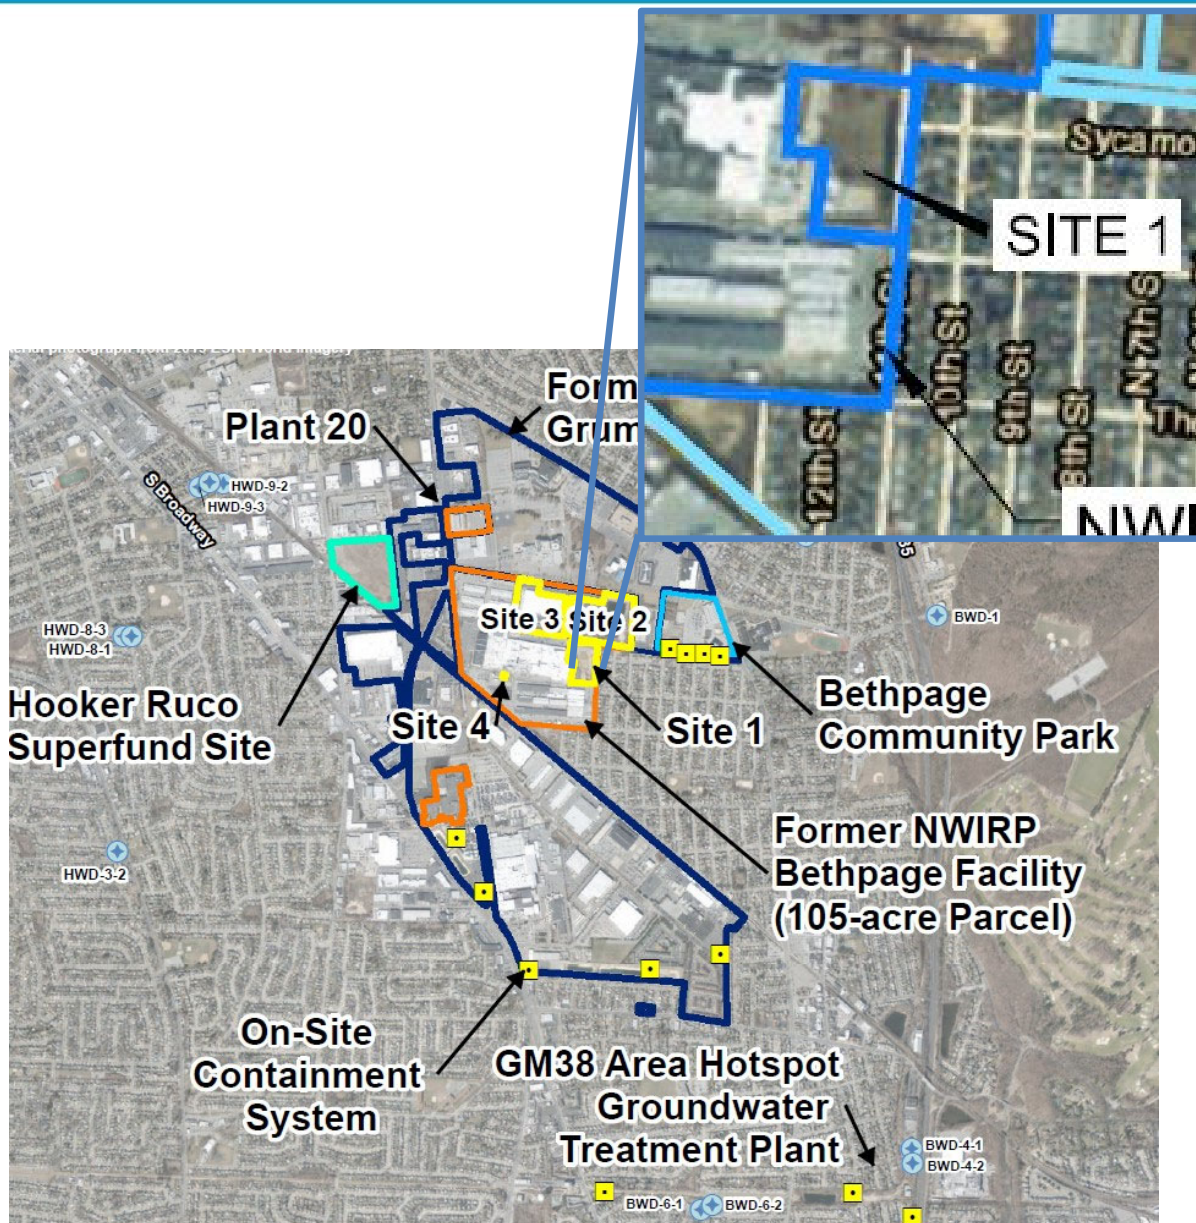 Sycamo
SITE 1
11th St
10th St
9th St
8th St
N 7th S
Th
12th St
NWI
Form
Grum
Plant 20
S Broadway
HWD-9-2
HWD-9-3
35
Site 3
Site 2
BWD-1
HWD-8-3
HWD-8-1
Hooker Ruco
Superfund Site
Site 4
Site 1
Bethpage
Community Park
Former NWIRP
Bethpage Facility
(105-acre Parcel)
HWD-3-2
On-Site
Containment
System
GM38 Area Hotspot
Groundwater
Treatment Plant
BWD-4-1
BWD-4-2
BWD-6-1
BWD-6-2